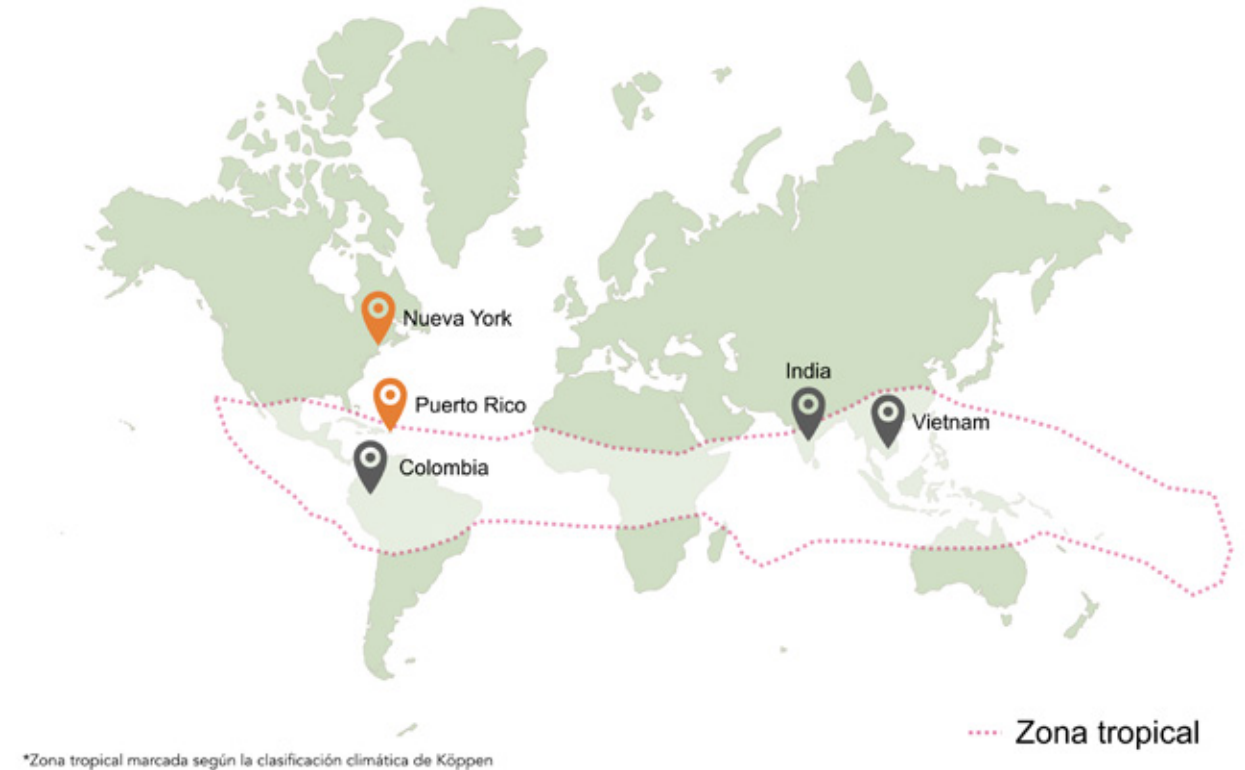 Nueva York
India
Puerto Rico
Vietnam
Colombia
Zona tropical
*Zona tropical marcada según la clasificación climática de Köppen